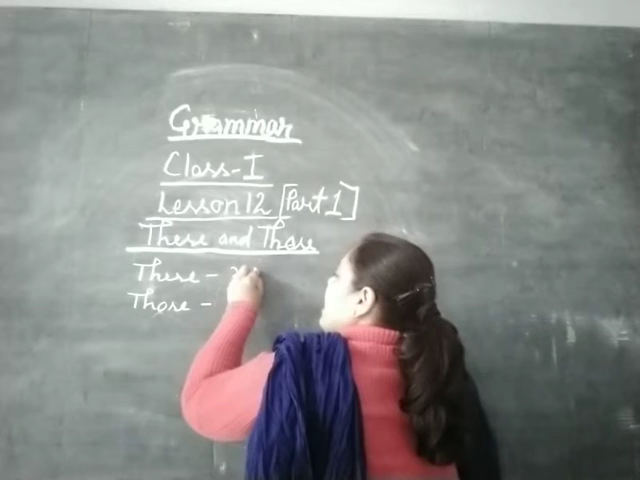 Grammar
Class-I
Lesson 12 [Part 1]
These and Those
These -
Those -